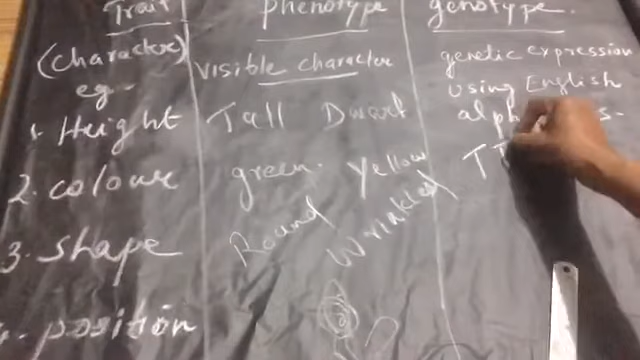 Trait phenotype genotype.
(character) visible character genetic expression
eg- using English
1. Height Tall Dwarf
2. colour green. Yellow TT
3. shape Round Wrinkled
4. position